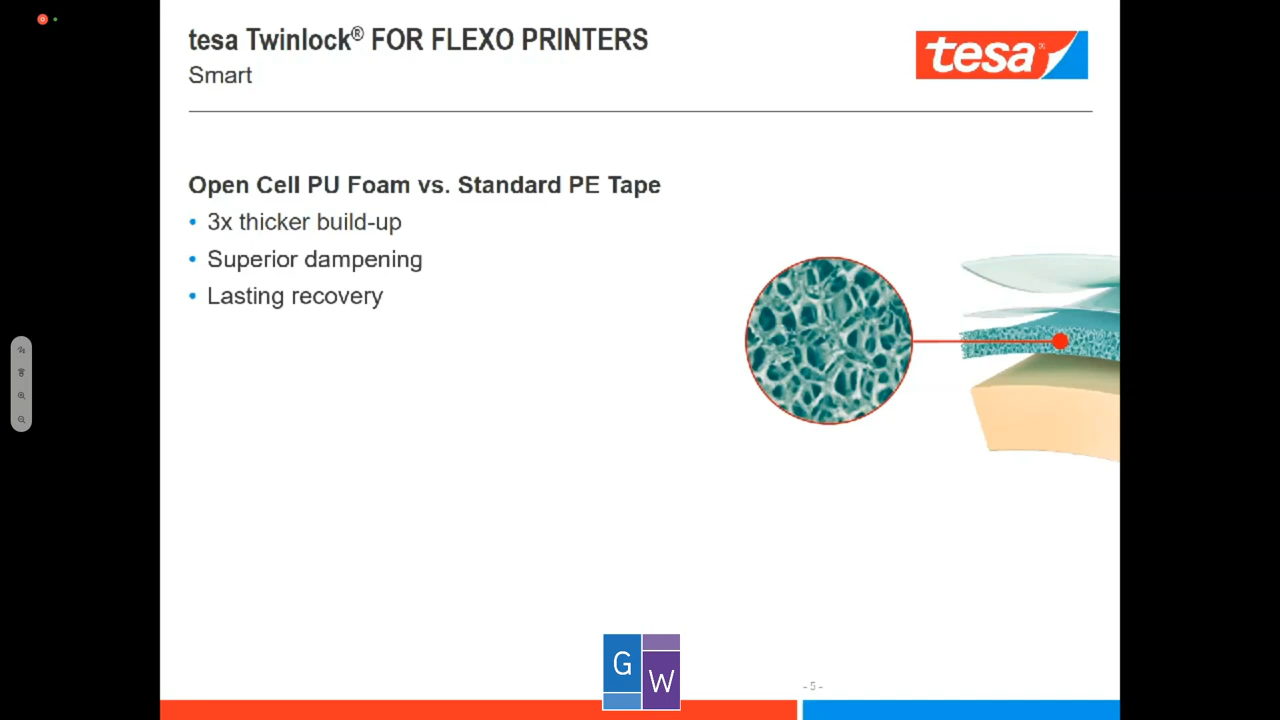 tesa Twinlock® FOR FLEXO PRINTERS
Smart
tesa®
Open Cell PU Foam vs. Standard PE Tape
• 3x thicker build-up
• Superior dampening
• Lasting recovery
G
W
- 5 -